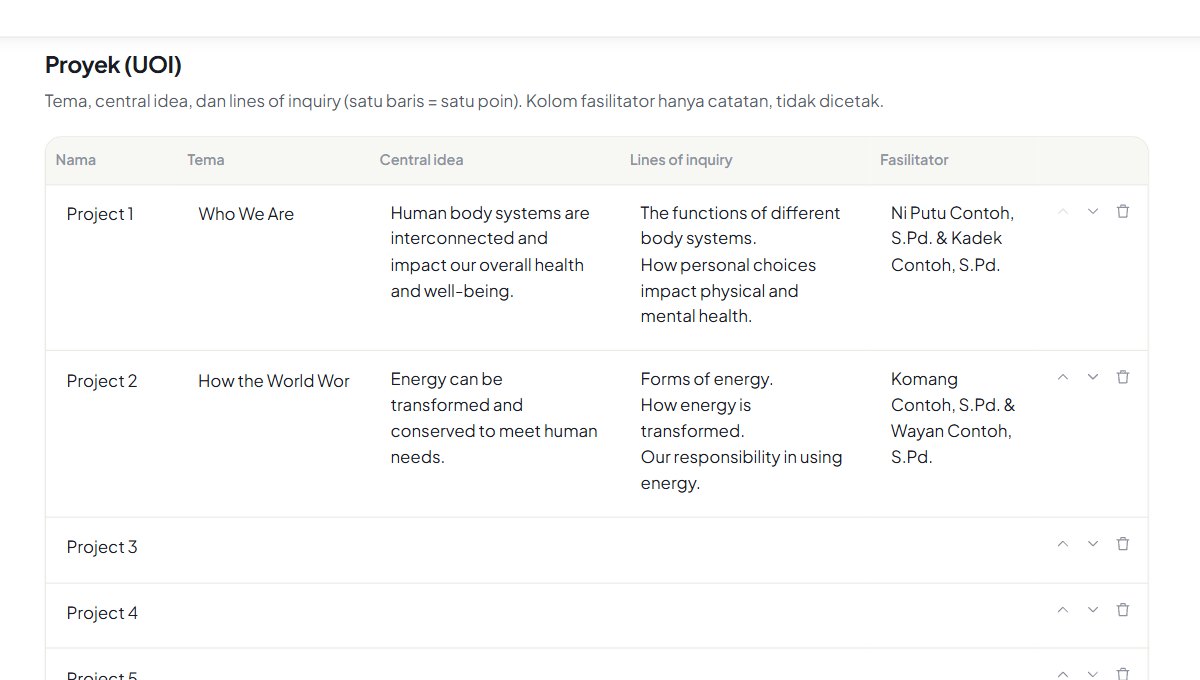 Proyek (UOI)
Tema, central idea, dan lines of inquiry (satu baris = satu poin). Kolom fasilitator hanya catatan, tidak dicetak.
Nama Tema Central idea Lines of inquiry Fasilitator
Project 1
Who We Are
Human body systems are
interconnected and
impact our overall health
and well-being.
The functions of different
body systems.
How personal choices
impact physical and
mental health.
Ni Putu Contoh,
S.Pd. & Kadek
Contoh, S.Pd.
Project 2
How the World Wor
Energy can be
transformed and
conserved to meet human
needs.
Forms of energy.
How energy is
transformed.
Our responsibility in using
energy.
Komang
Contoh, S.Pd. &
Wayan Contoh,
S.Pd.
Project 3
Project 4
Project 5